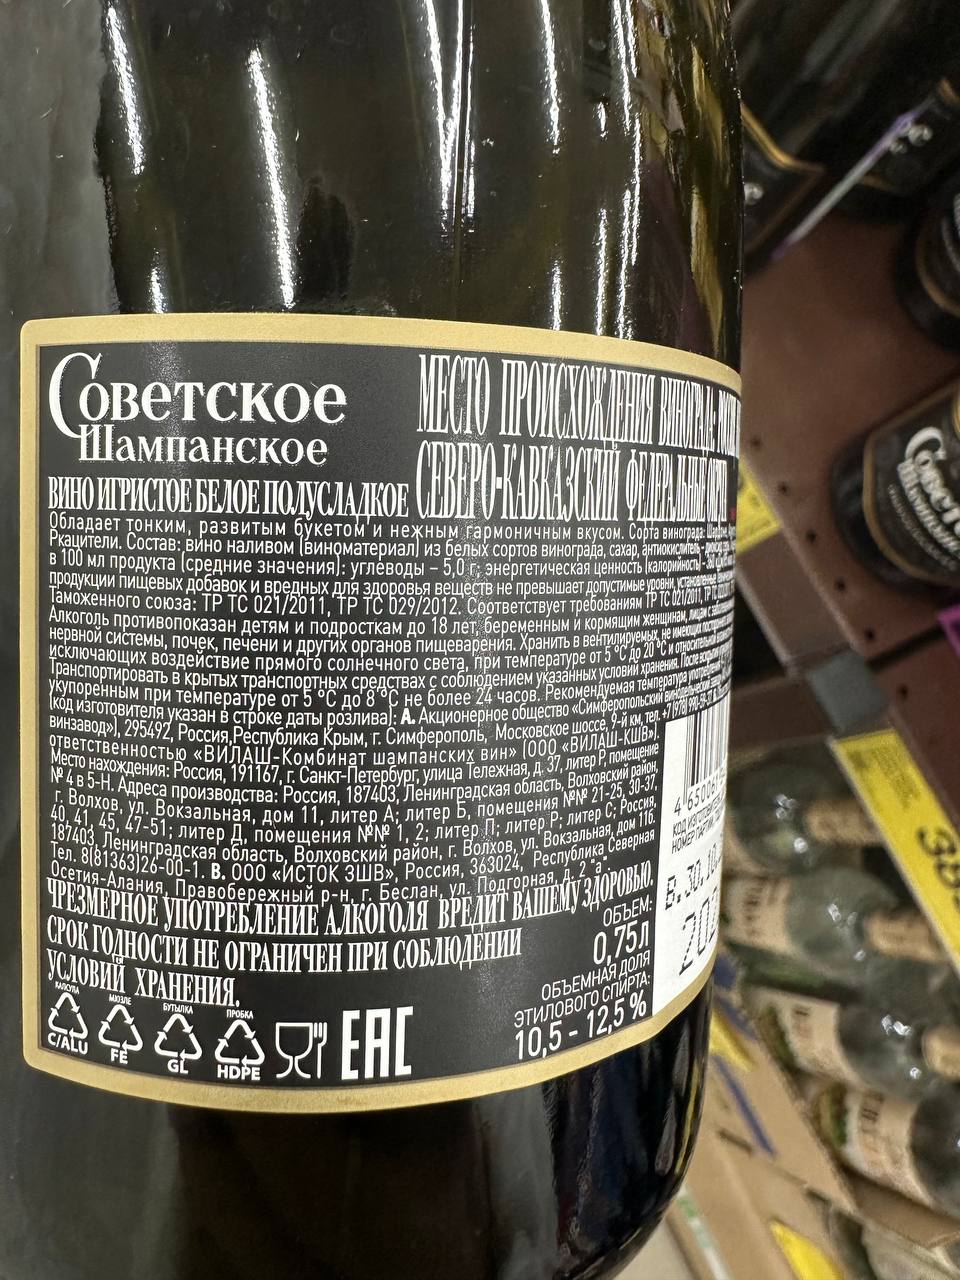 Советское
Шампанское
ВИНО ИГРИСТОЕ БЕЛОЕ ПОЛУСЛАДКОЕ
МЕСТО ПРОИСХОЖДЕНИЯ ВИНОГРАДА:
СЕВЕРО-КАВКАЗСКИЙ ФЕДЕРАЛЬНЫЙ
Обладает тонким, развитым букетом и нежным гармоничным вкусом. Сорта винограда: Шардоне,
Ркацители. Состав: вино наливом (виноматериал) из белых сортов винограда, сахар, антиокислитель –
в 100 мл продукта (средние значения): углеводы – 5,0 г; энергетическая ценность (калорийность) –
продукции пищевых добавок и вредных для здоровья веществ не превышает допустимые уровни, установленные
Таможенного союза: ТР ТС 021/2011, ТР ТС 029/2012. Соответствует требованиям ТР ТС 021/2011,
Алкоголь противопоказан детям и подросткам до 18 лет, беременным и кормящим женщинам, лицам с
нервной системы, почек, печени и других органов пищеварения. Хранить в вентилируемых, не имеющих
исключающих воздействие прямого солнечного света, при температуре от 5 °С до 20 °С и относительной
Транспортировать в крытых транспортных средствах с соблюдением указанных условий хранения. После
укупоренным при температуре от 5 °С до 8 °С не более 24 часов. Рекомендуемая температура
(код изготовителя указан в строке даты розлива): А. Акционерное общество «Симферопольский винодельческий
винзавод»), 295492, Россия,Республика Крым, г. Симферополь, Московское шоссе, 9-й км, тел.
ответственностью «ВИЛАШ-Комбинат шампанских вин» (ООО «ВИЛАШ-КШВ»).
Место нахождения: Россия, 191167, г. Санкт-Петербург, улица Тележная, д. 37, литер Р, помещение
№ 4 в 5-Н. Адреса производства: Россия, 187403, Ленинградская область, Волховский район,
г. Волхов, ул. Вокзальная, дом 11, литер А; литер Б, помещения №№ 21-25, 30-37,
40, 41, 45, 47-51; литер Д, помещения №№ 1, 2; литер П; литер Р; литер С; Россия,
187403, Ленинградская область, Волховский район, г. Волхов, ул. Вокзальная, дом 11б.
Тел. 8(81363)26-00-1. В. ООО «ИСТОК ЗШВ», Россия, 363024, Республика Северная
Осетия-Алания, Правобережный р-н, г. Беслан, ул. Подгорная, д. 2 "а".
ЧРЕЗМЕРНОЕ УПОТРЕБЛЕНИЕ АЛКОГОЛЯ ВРЕДИТ ВАШЕМУ ЗДОРОВЬЮ.
СРОК ГОДНОСТИ НЕ ОГРАНИЧЕН ПРИ СОБЛЮДЕНИИ
УСЛОВИЙ ХРАНЕНИЯ.
ОБЪЕМ:
0,75Л
ОБЪЕМНАЯ ДОЛЯ
ЭТИЛОВОГО СПИРТА:
10,5 – 12,5 %
КАПСУЛА МЮЗЛЕ БУТЫЛКА ПРОБКА
C/ALU FE GL HDPE
EAC
В. 30.10.